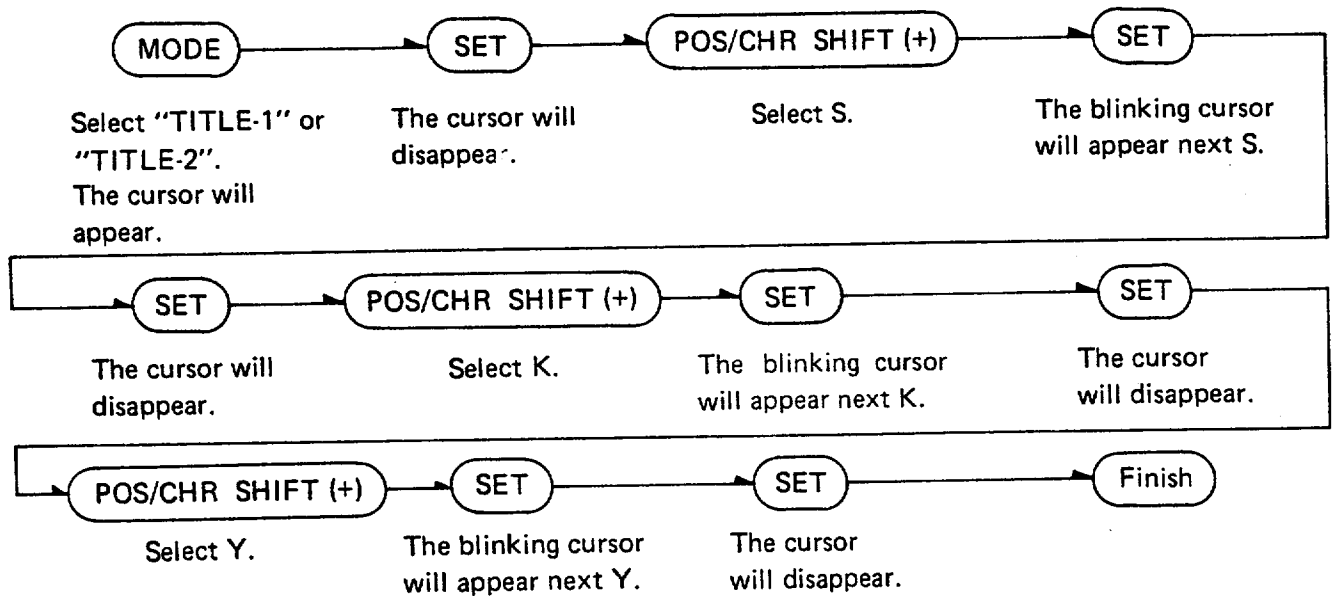 MODE SET POS/CHR SHIFT (+) SET
Select “TITLE-1” or
“TITLE-2”.
The cursor will
appear.
The cursor will
disappear.
Select S.
The blinking cursor
will appear next S.
SET POS/CHR SHIFT (+) SET SET
The cursor will
disappear.
Select K.
The blinking cursor
will appear next K.
The cursor
will disappear.
POS/CHR SHIFT (+) SET SET Finish
Select Y.
The blinking cursor
will appear next Y.
The cursor
will disappear.